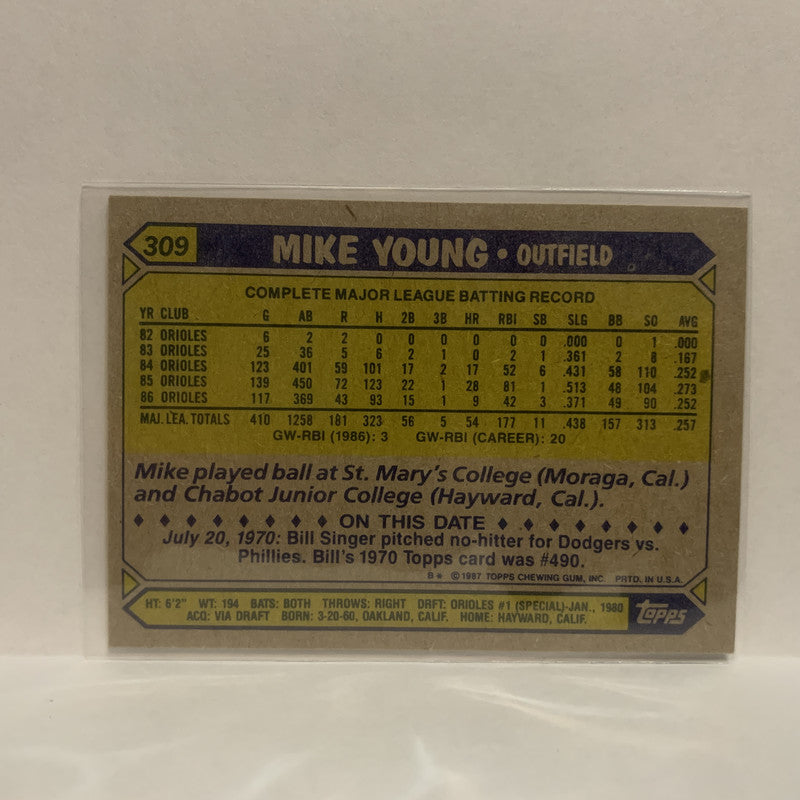 309 MIKE YOUNG • OUTFIELD
COMPLETE MAJOR LEAGUE BATTING RECORD
YR CLUB G AB R H 2B 3B HR RBI SB SLG BB SO AVG
82 ORIOLES 6 2 2 0 0 0 0 0 0 .000 0 1 .000
83 ORIOLES 25 36 5 6 2 1 0 2 1 .361 2 8 .167
84 ORIOLES 123 401 59 101 17 2 17 52 6 .431 58 110 .252
85 ORIOLES 139 450 72 123 22 1 28 81 1 .513 48 104 .273
86 ORIOLES 117 369 43 93 15 1 9 42 3 .371 49 90 .252
MAJ. LEA. TOTALS 410 1258 181 323 56 5 54 177 11 .438 157 313 .257
GW-RBI (1986): 3 GW-RBI (CAREER): 20
Mike played ball at St. Mary's College (Moraga, Cal.)
and Chabot Junior College (Hayward, Cal.).
♦ ♦ ♦ ♦ ♦ ♦ ♦ ♦ ON THIS DATE ♦ ♦ ♦ ♦ ♦ ♦ ♦ ♦
July 20, 1970: Bill Singer pitched no-hitter for Dodgers vs.
Phillies. Bill's 1970 Topps card was #490.
B* ©1987 TOPPS CHEWING GUM, INC. PRTD. IN U.S.A.
HT: 6'2" WT: 194 BATS: BOTH THROWS: RIGHT DRFT: ORIOLES #1 (SPECIAL)-JAN., 1980
ACQ: VIA DRAFT BORN: 3-20-60, OAKLAND, CALIF. HOME: HAYWARD, CALIF.
topps